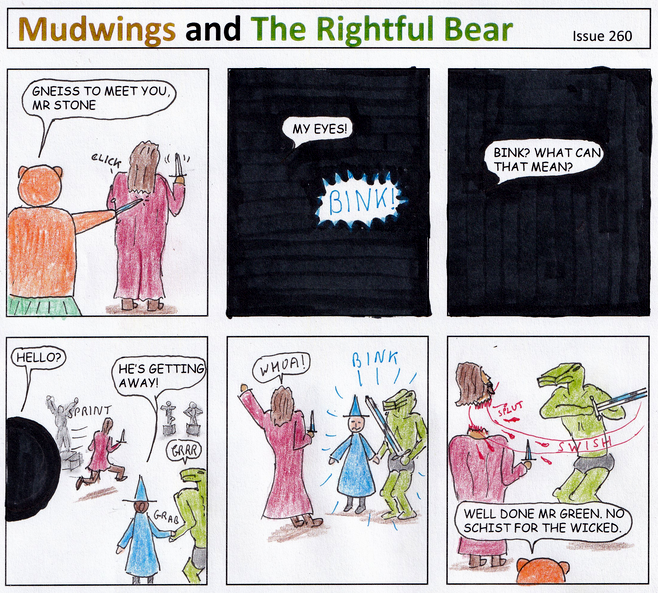 Mudwings and The Rightful Bear
Issue 260
GNEISS TO MEET YOU,
MR STONE
CLICK
MY EYES!
BINK!
BINK? WHAT CAN
THAT MEAN?
HELLO?
SPRINT
HE'S GETTING
AWAY!
GRRR
GRAB
WHOA!
BINK
SPLUT
SWISH
WELL DONE MR GREEN. NO
SCHIST FOR THE WICKED.